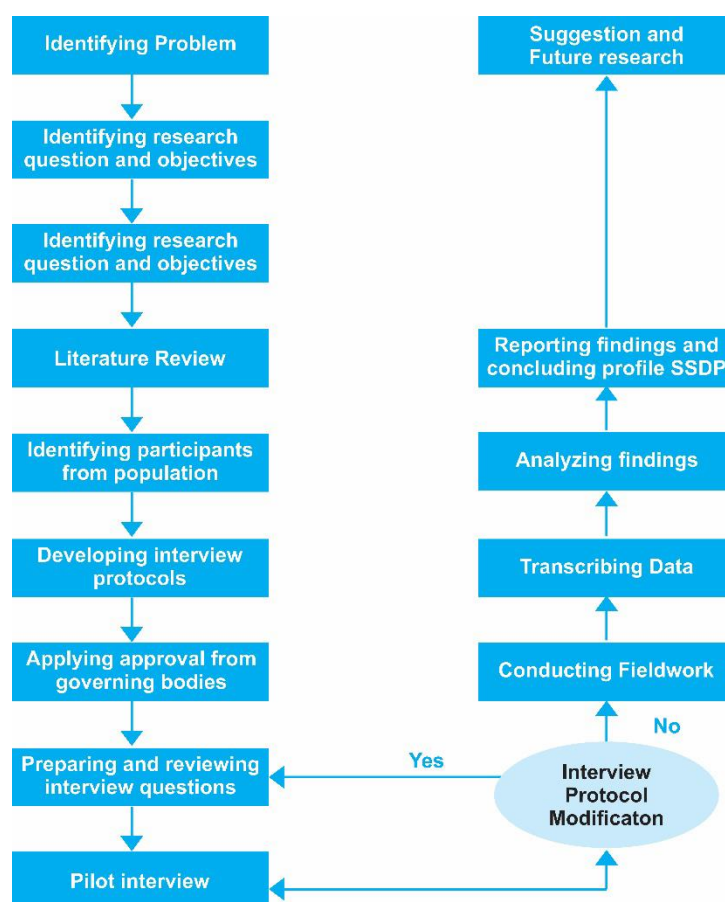 Identifying Problem
Identifying research
question and objectives
Identifying research
question and objectives
Literature Review
Identifying participants
from population
Developing interview
protocols
Applying approval from
governing bodies
Preparing and reviewing
interview questions
Pilot interview
Yes
Interview
Protocol
Modificaton
No
Conducting Fieldwork
Transcribing Data
Analyzing findings
Reporting findings and
concluding profile SSDP
Suggestion and
Future research